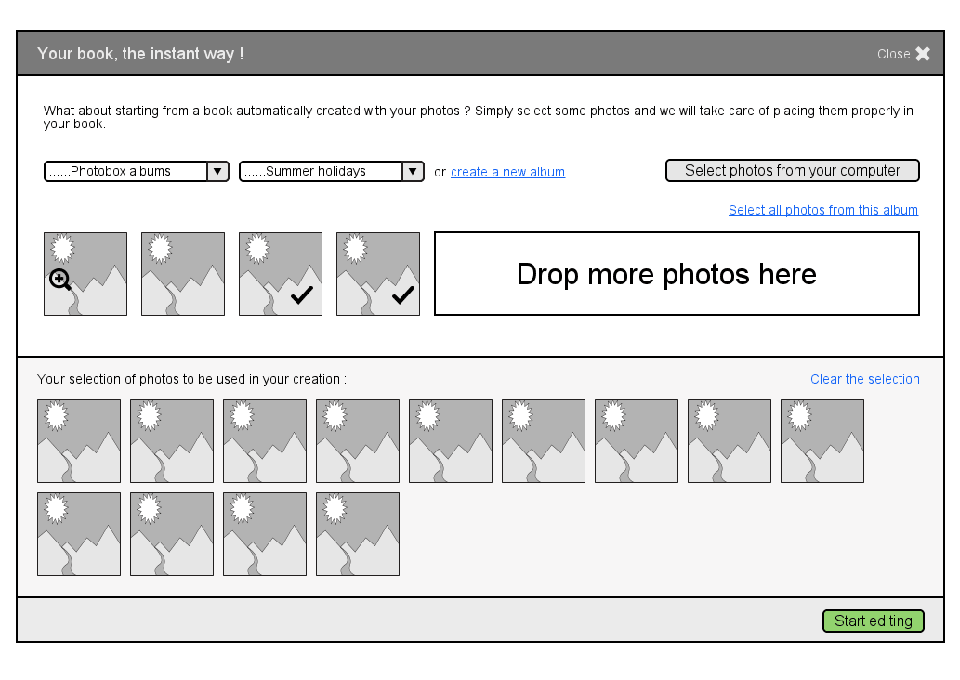 Your book, the instant way !
Close
What about starting from a book automatically created with your photos ? Simply select some photos and we will take care of placing them properly in
your book.
......Photobox albums
......Summer holidays
or create a new album
Select photos from your computer
Select all photos from this album
Drop more photos here
Your selection of photos to be used in your creation :
Clear the selection
Start editing